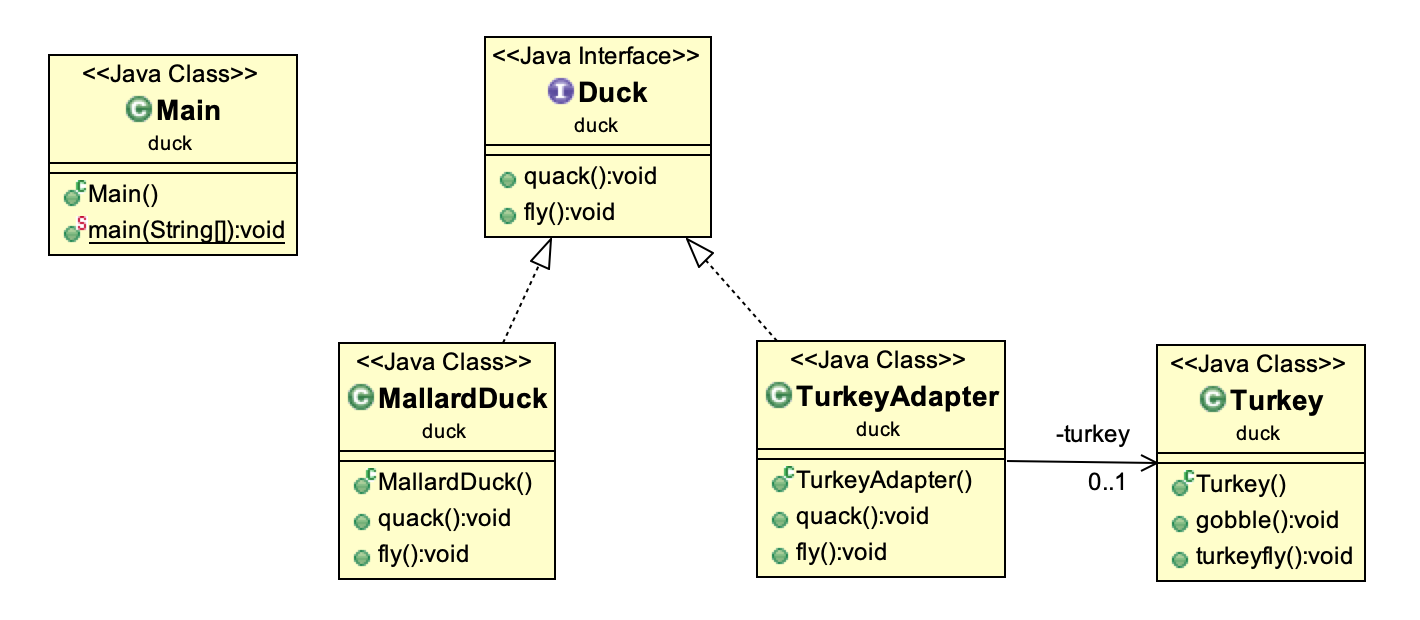 <<Java Class>>
Main
duck
Main()
main(String[]):void
<<Java Interface>>
Duck
duck
quack():void
fly():void
<<Java Class>>
MallardDuck
duck
MallardDuck()
quack():void
fly():void
<<Java Class>>
TurkeyAdapter
duck
TurkeyAdapter()
quack():void
fly():void
-turkey
0..1
<<Java Class>>
Turkey
duck
Turkey()
gobble():void
turkeyfly():void